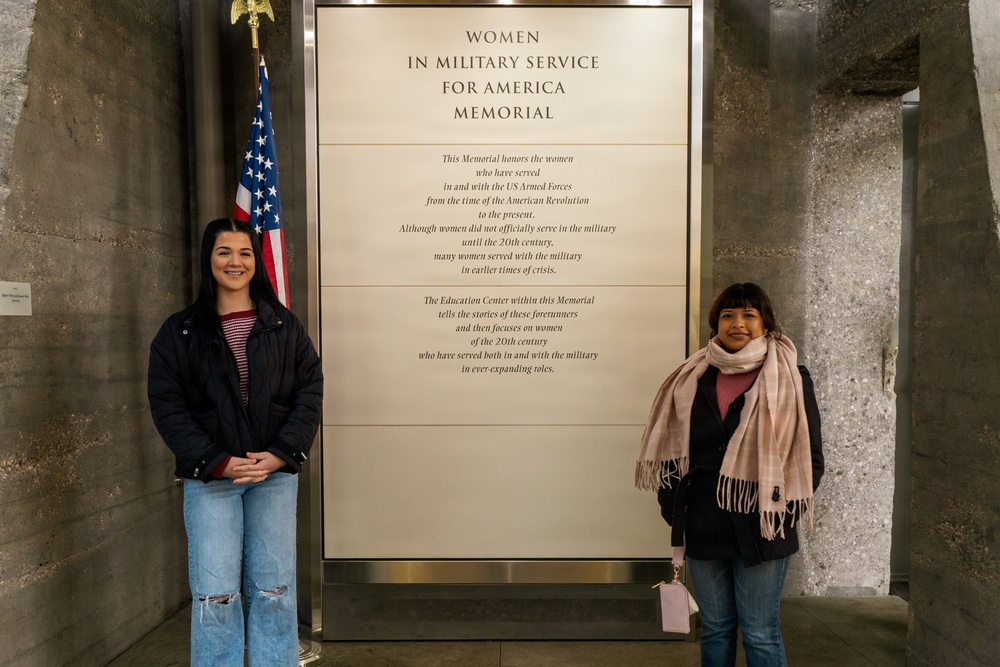 WOMEN
IN MILITARY SERVICE
FOR AMERICA
MEMORIAL
This Memorial honors the women
who have served
in and with the US Armed Forces
from the time of the American Revolution
to the present.
Although women did not officially serve in the military
until the 20th century,
many women served with the military
in earlier times of crisis.
The Education Center within this Memorial
tells the stories of these forerunners
and then focuses on women
of the 20th century
who have served both in and with the military
in ever-expanding roles.